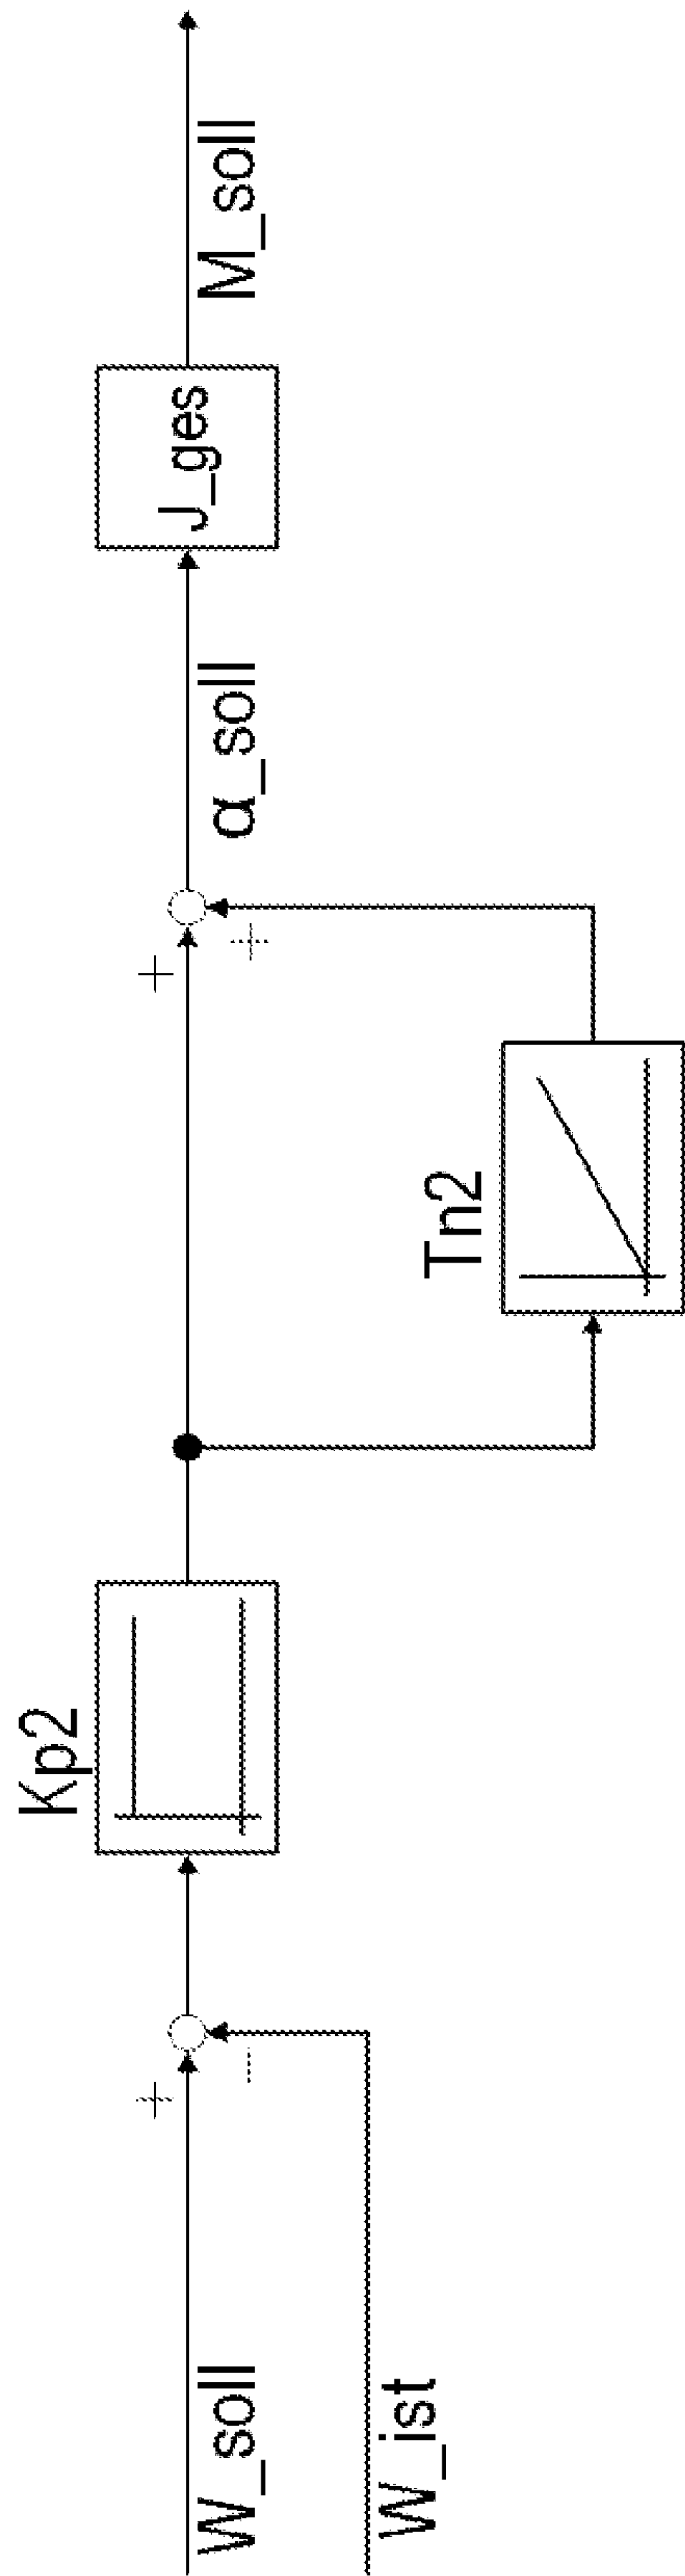 W_soll
+
–
W_ist
Kp2
Tn2
+
+
α_soll
J_ges
M_soll